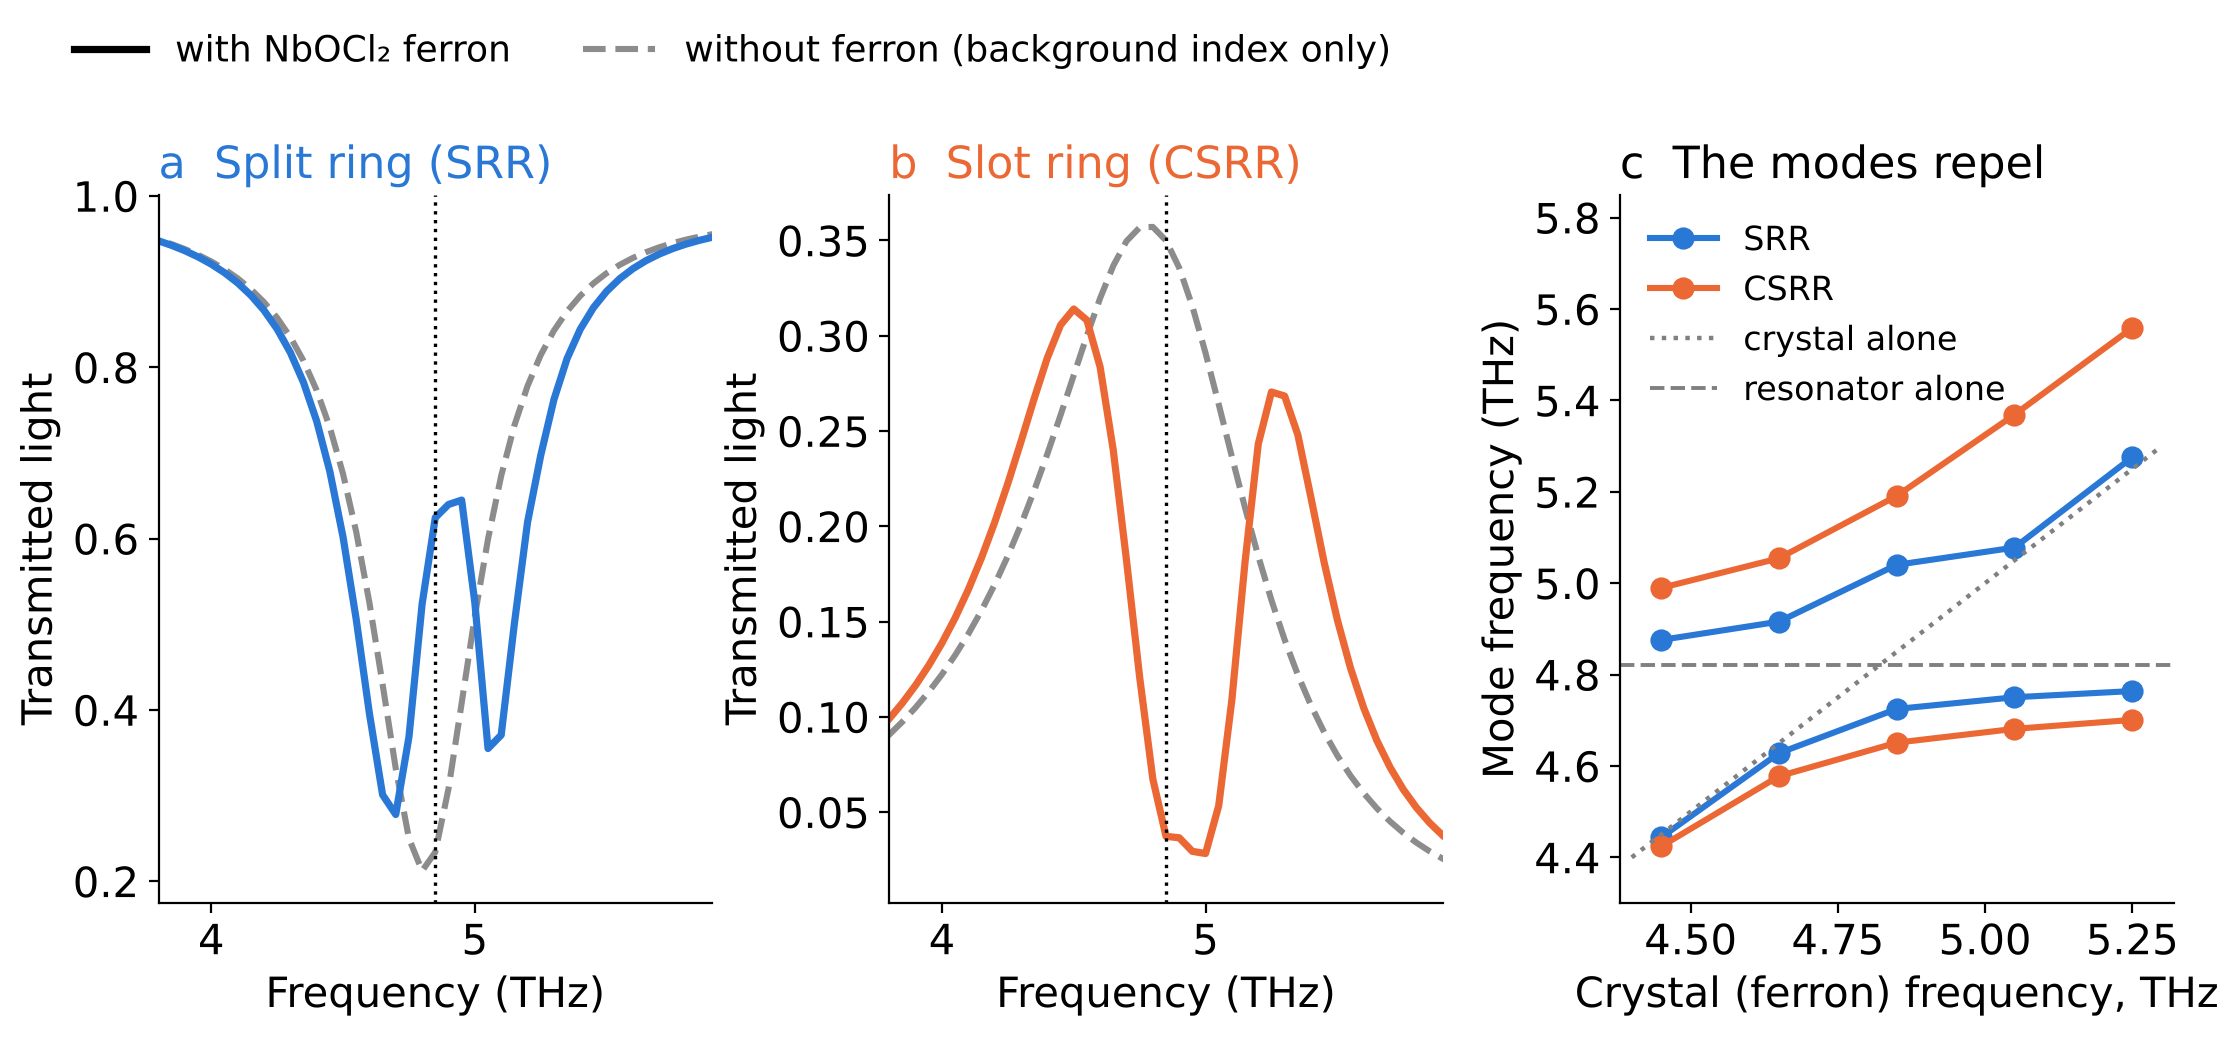 with NbOCl₂ ferron
without ferron (background index only)
a Split ring (SRR)
1.0
0.8
0.6
0.4
0.2
Transmitted light
4 5
Frequency (THz)
b Slot ring (CSRR)
0.35
0.30
0.25
0.20
0.15
0.10
0.05
Transmitted light
4 5
Frequency (THz)
c The modes repel
SRR
CSRR
crystal alone
resonator alone
5.8
5.6
5.4
5.2
5.0
4.8
4.6
4.4
Mode frequency (THz)
4.50 4.75 5.00 5.25
Crystal (ferron) frequency, THz